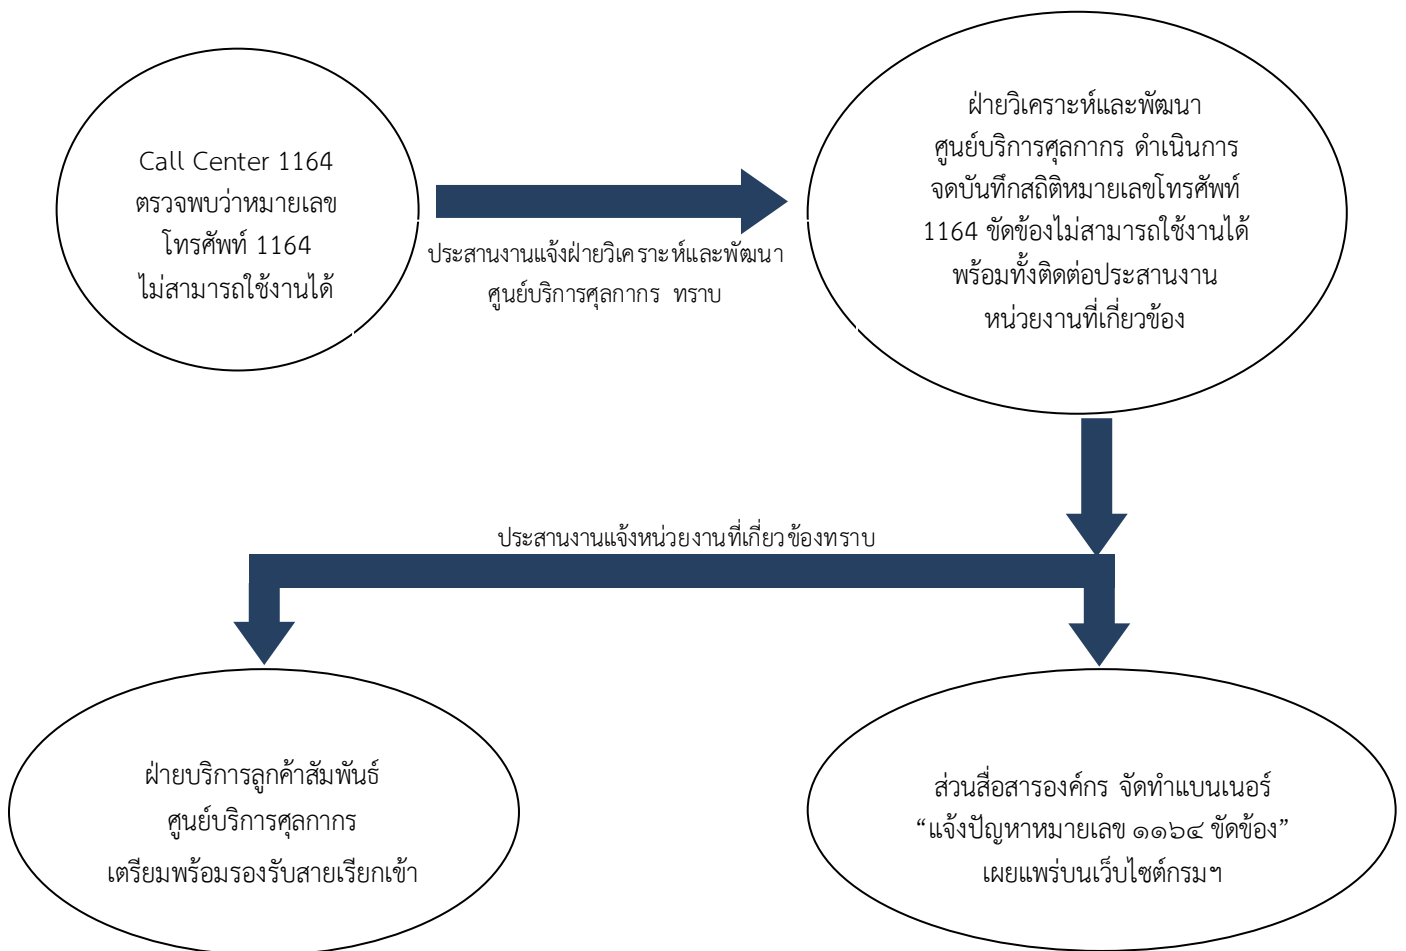 Call Center 1164
ตรวจพบว่าหมายเลข
โทรศัพท์ 1164
ไม่สามารถใช้งานได้
ประสานงานแจ้งฝ่ายวิเคราะห์และพัฒนา
ศูนย์บริการศุลกากร ทราบ
ฝ่ายวิเคราะห์และพัฒนา
ศูนย์บริการศุลกากร ดำเนินการ
จดบันทึกสถิติหมายเลขโทรศัพท์
1164 ขัดข้องไม่สามารถใช้งานได้
พร้อมทั้งติดต่อประสานงาน
หน่วยงานที่เกี่ยวข้อง
ประสานงานแจ้งหน่วยงานที่เกี่ยวข้องทราบ
ฝ่ายบริการลูกค้าสัมพันธ์
ศูนย์บริการศุลกากร
เตรียมพร้อมรองรับสายเรียกเข้า
ส่วนสื่อสารองค์กร จัดทำแบนเนอร์
“แจ้งปัญหาหมายเลข ๑๑๖๔ ขัดข้อง”
เผยแพร่บนเว็บไซต์กรมฯ